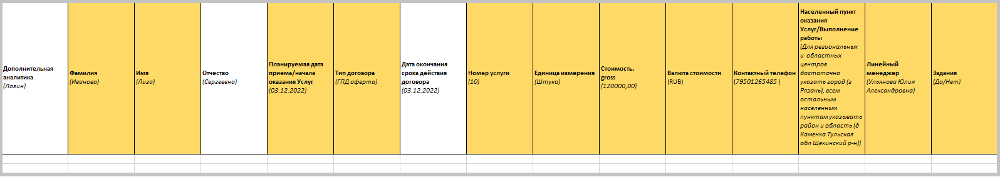 Дополнительная
аналитика
(Логин)
Фамилия
(Иванова)
Имя
(Лиза)
Отчество
(Сергеевна)
Планируемая дата
приема/начала
оказания Услуг
(03.12.2022)
Тип договора
(ГПД оферта)
Дата окончания
срока действия
договора
(03.12.2022)
Номер услуги
(10)
Единица измерения
(Штука)
Стоимость,
gross
(120000,00)
Валюта стоимости
(RUB)
Контактный телефон
(79501265485 )
Населенный пункт
оказания
Услуг/Выполнение
работы
(Для региональных
и областных
центров
достаточно
указать город (г
Рязань), всем
остальным
населенным
пунктам указывать
район и область (д
Каменка Тульская
обл Щекинский р-н))
Линейный
менеджер
(Ульянова Юлия
Александровна)
Задания
(Да/Нет)